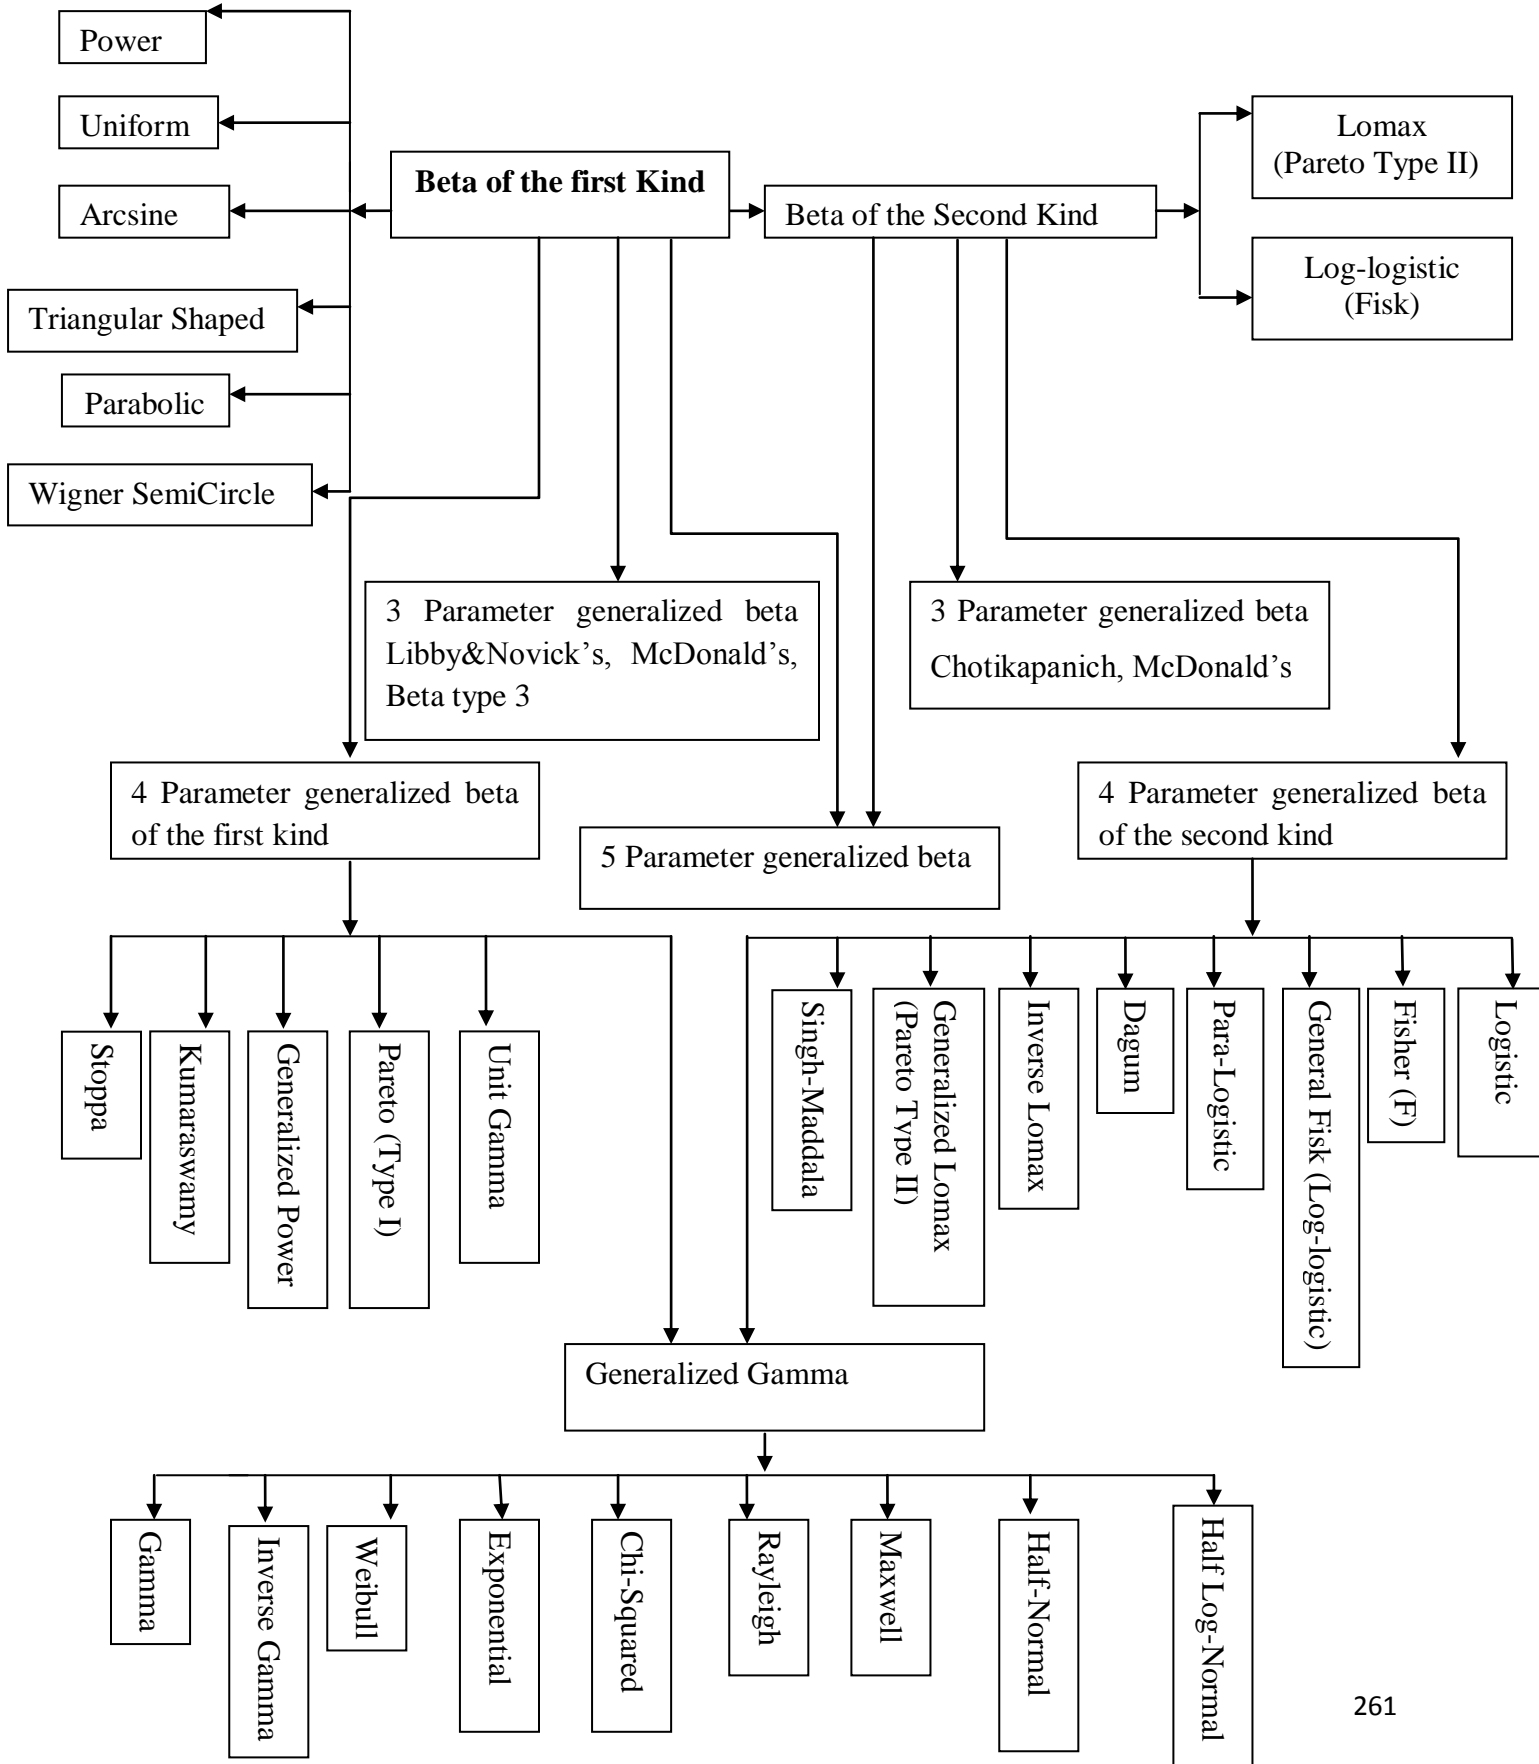 Power
Uniform
Arcsine
Triangular Shaped
Parabolic
Wigner SemiCircle
Beta of the first Kind
Beta of the Second Kind
Lomax
(Pareto Type II)
Log-logistic
(Fisk)
3 Parameter generalized beta
Libby&Novick’s, McDonald’s,
Beta type 3
3 Parameter generalized beta
Chotikapanich, McDonald’s
4 Parameter generalized beta
of the first kind
5 Parameter generalized beta
4 Parameter generalized beta
of the second kind
Stoppa
Kumaraswamy
Generalized Power
Pareto (Type I)
Unit Gamma
Singh-Maddala
Generalized Lomax
(Pareto Type II)
Inverse Lomax
Dagum
Para-Logistic
General Fisk (Log-logistic)
Fisher (F)
Logistic
Generalized Gamma
Gamma
Inverse Gamma
Weibull
Exponential
Chi-Squared
Rayleigh
Maxwell
Half-Normal
Half Log-Normal
261